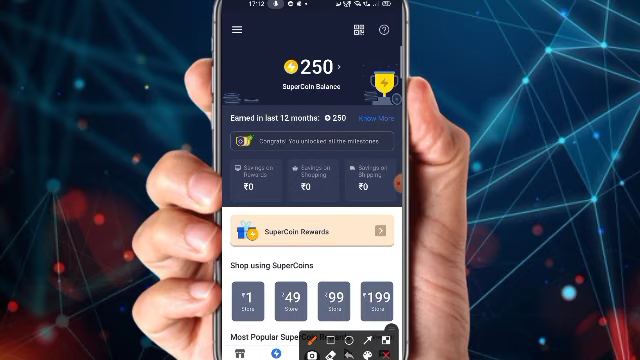 17:12
250 ›
SuperCoin Balance
Earned in last 12 months: 250 Know More
Congrats! You unlocked all the milestones
Savings on Rewards
₹0
Savings on Shopping
₹0
Savings on Shipping
₹0
SuperCoin Rewards
Shop using SuperCoins
₹1
Store
₹49
Store
₹99
Store
₹199
Store
Most Popular SuperCoin